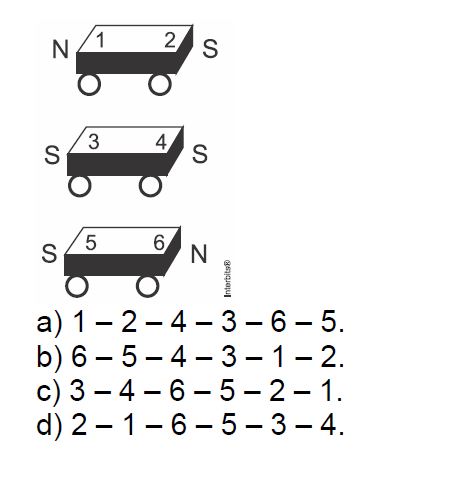 N 1 2 S
S 3 4 S
S 5 6 N
Interbits®
a) 1 – 2 – 4 – 3 – 6 – 5.
b) 6 – 5 – 4 – 3 – 1 – 2.
c) 3 – 4 – 6 – 5 – 2 – 1.
d) 2 – 1 – 6 – 5 – 3 – 4.